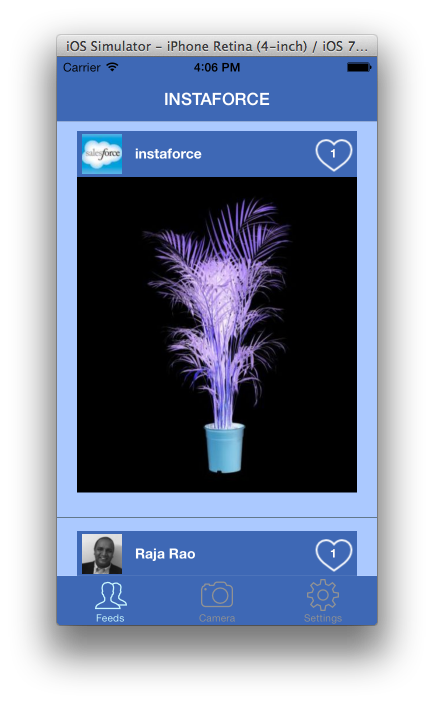 iOS Simulator - iPhone Retina (4-inch) / iOS 7...
Carrier 4:06 PM
INSTAFORCE
salesforce
instaforce
1
Raja Rao
1
Feeds Camera Settings